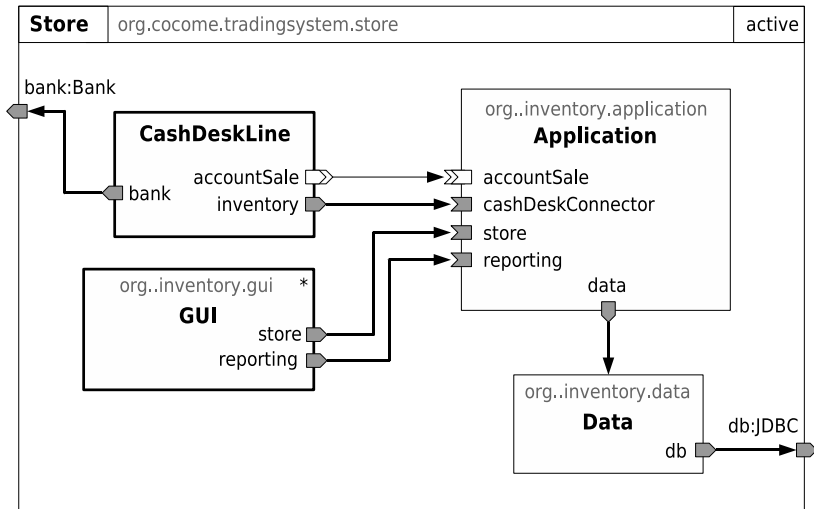 Store org.cocome.tradingsystem.store active
bank:Bank
CashDeskLine
accountSale
bank
inventory
org..inventory.application
Application
accountSale
cashDeskConnector
store
reporting
data
org..inventory.gui *
GUI
store
reporting
org..inventory.data
Data
db
db:JDBC